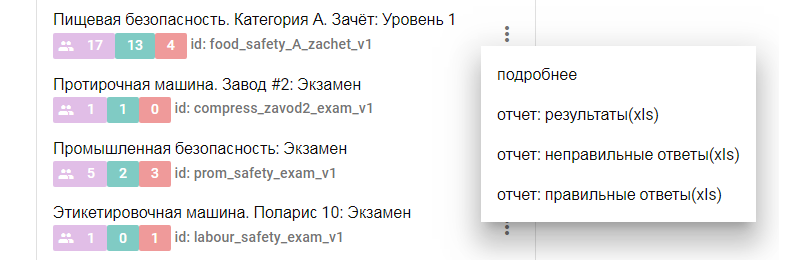 Пищевая безопасность. Категория А. Зачёт: Уровень 1
17 13 4 id: food_safety_A_zachet_v1
Протирочная машина. Завод #2: Экзамен
1 1 0 id: compress_zavod2_exam_v1
Промышленная безопасность: Экзамен
5 2 3 id: prom_safety_exam_v1
Этикетировочная машина. Поларис 10: Экзамен
1 0 1 id: labour_safety_exam_v1
подробнее
отчет: результаты(xls)
отчет: неправильные ответы(xls)
отчет: правильные ответы(xls)